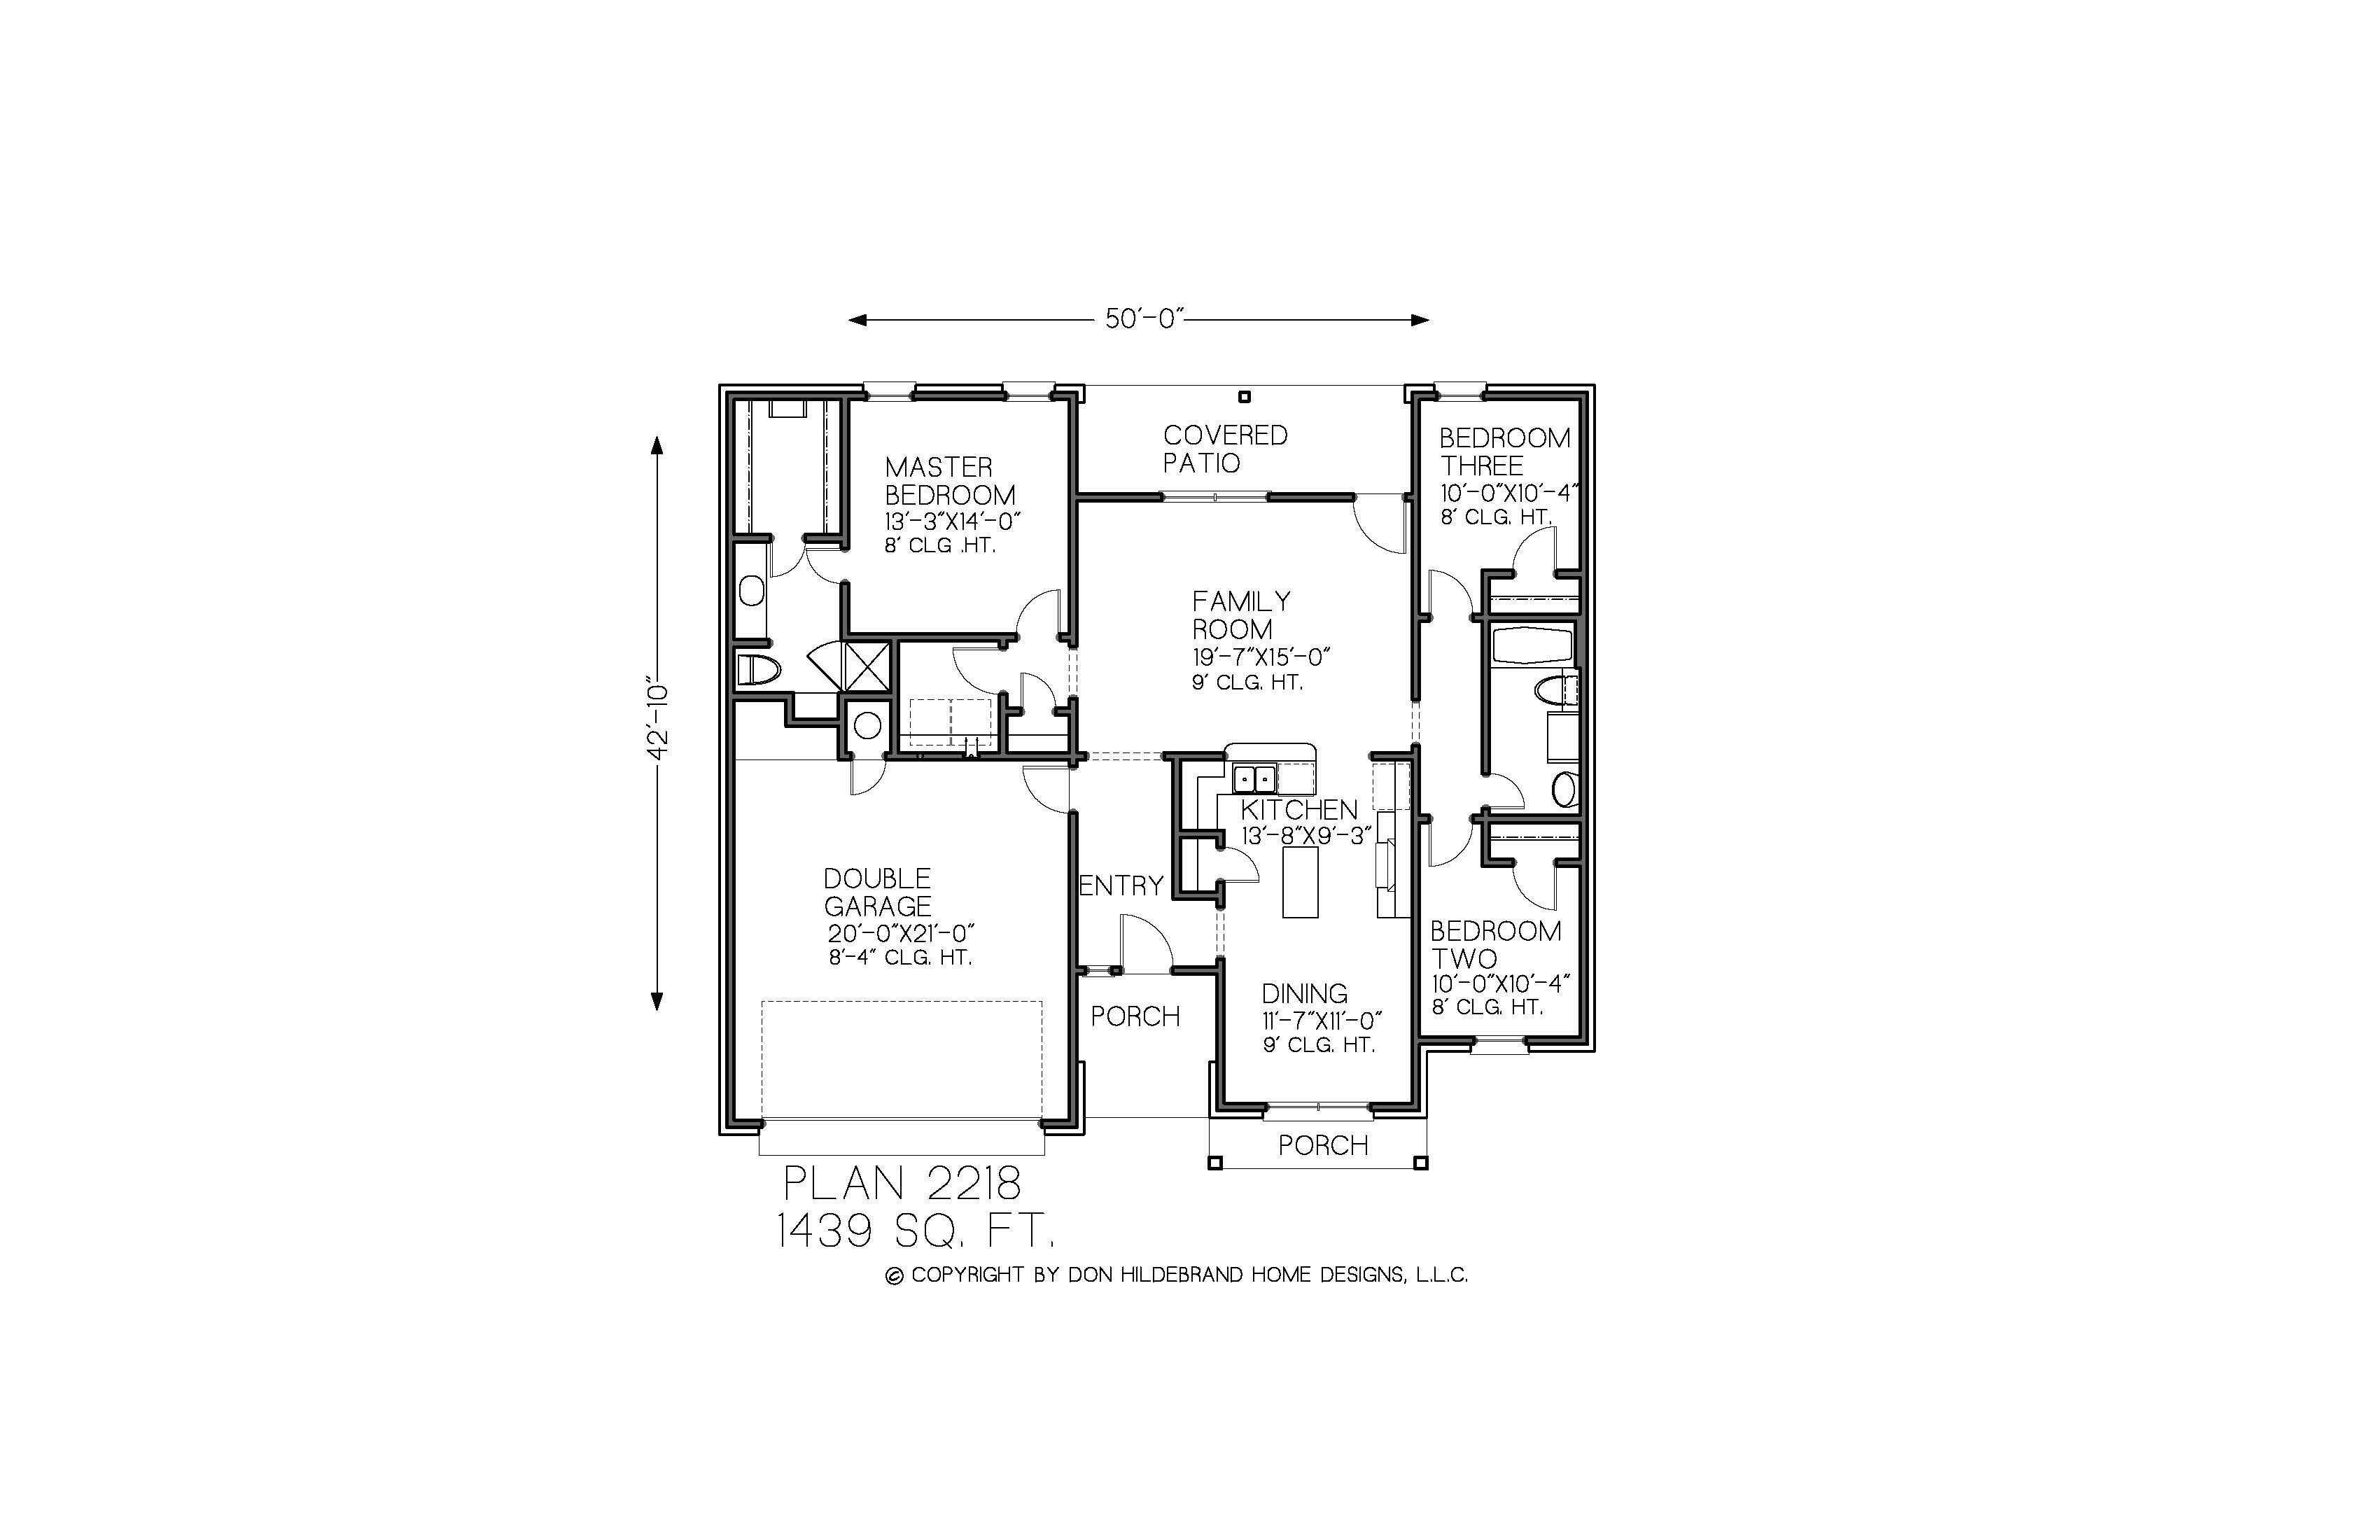 50'-0"
COVERED
PATIO
BEDROOM
THREE
10'-0"X10'-4"
8' CLG. HT.
MASTER
BEDROOM
13'-3"X14'-0"
8' CLG .HT.
FAMILY
ROOM
19'-7"X15'-0"
9' CLG. HT.
42'-10"
KITCHEN
13'-8"X9'-3"
ENTRY
DOUBLE
GARAGE
20'-0"X21'-0"
8'-4" CLG. HT.
BEDROOM
TWO
10'-0"X10'-4"
8' CLG. HT.
DINING
11'-7"X11'-0"
9' CLG. HT.
PORCH
PORCH
PLAN 2218
1439 SQ. FT.
© COPYRIGHT BY DON HILDEBRAND HOME DESIGNS, L.L.C.